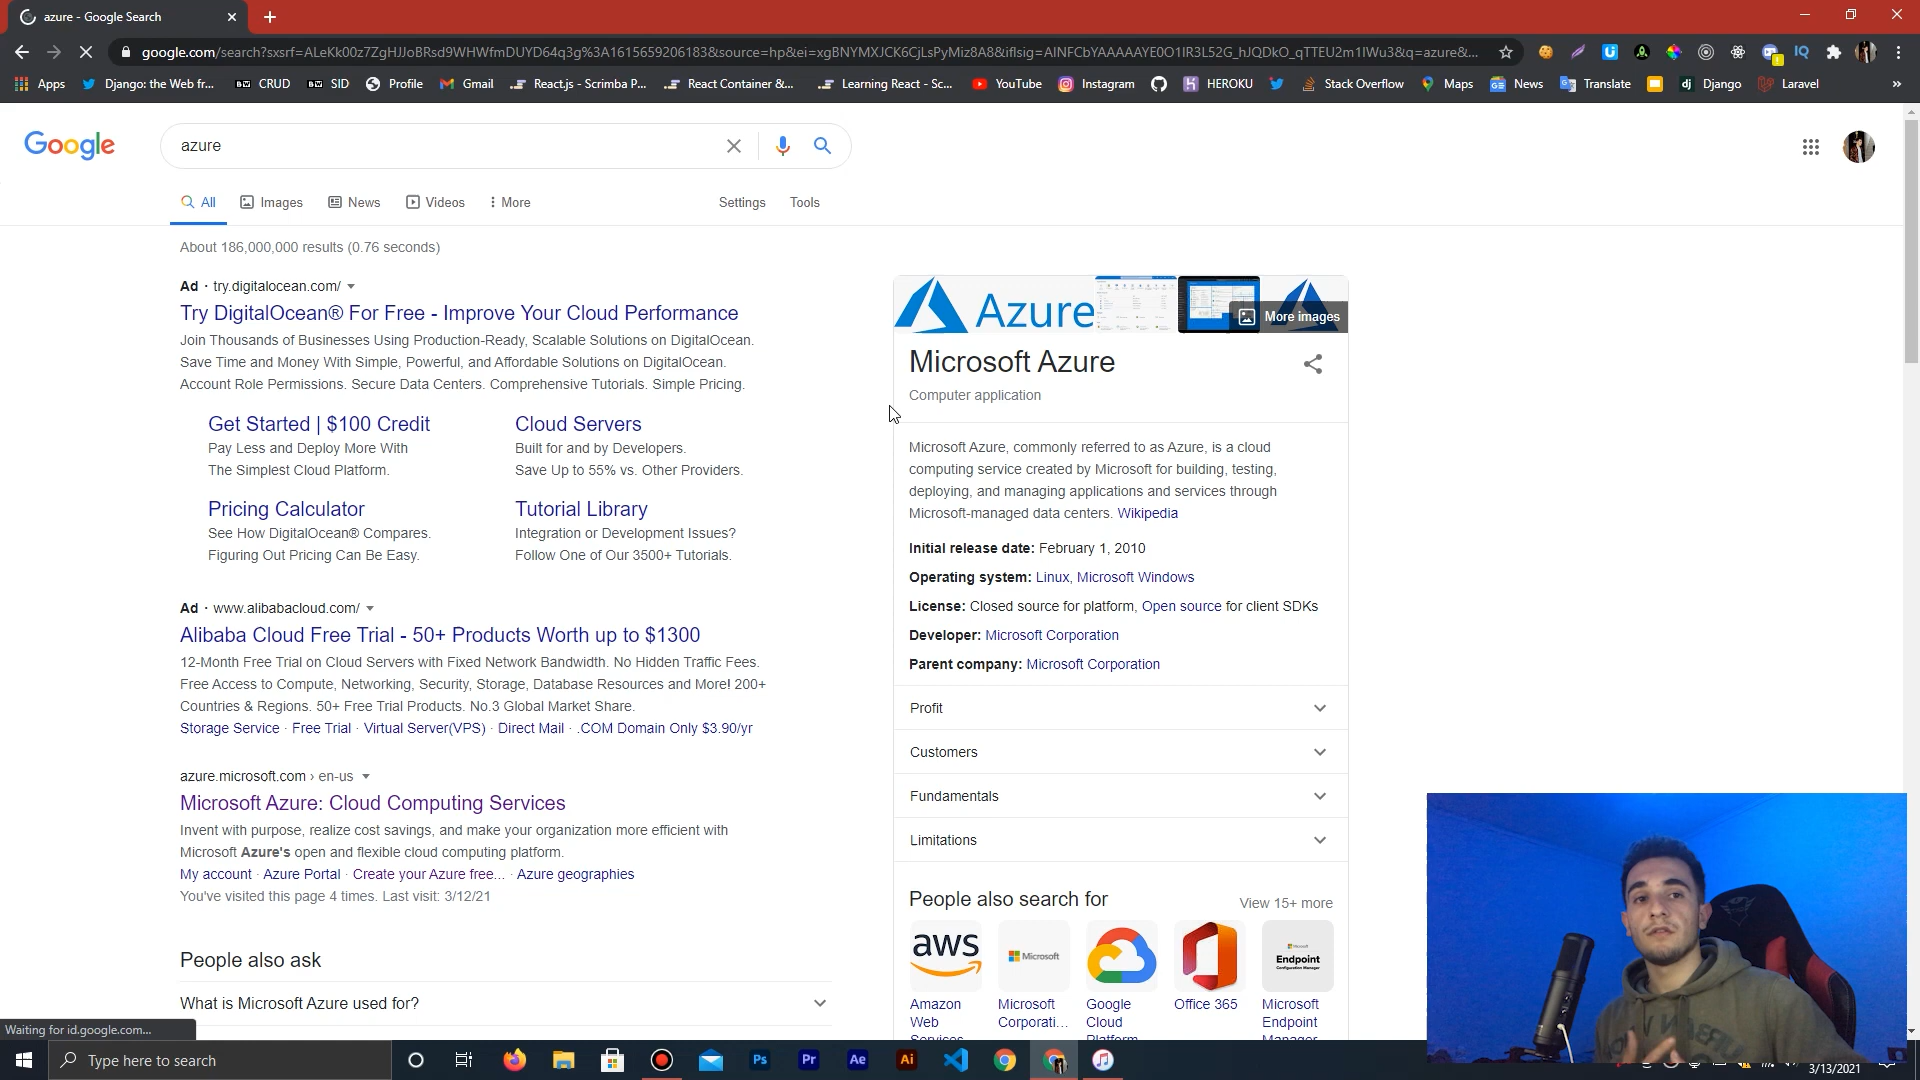 azure - Google Search
google.com/search?sxsrf=ALeKk00z7ZgHJJoBRsd9WHWfmDUYD64q3g%3A1615659206183&source=hp&ei=xgBNYMXJCK6CjLsPyMiz8A8&iflsig=AINFCbYAAAAAYE0O1IR3L52G_hJQDkO_qTTEU2m1lWu3&q=azure&...
Apps
Django: the Web fr...
CRUD
SID
Profile
Gmail
React.js - Scrimba P...
React Container &...
Learning React - Sc...
YouTube
Instagram
HEROKU
Stack Overflow
Maps
News
Translate
dj Django
Laravel
Google
azure
All
Images
News
Videos
More
Settings
Tools
About 186,000,000 results (0.76 seconds)
Ad · try.digitalocean.com/
Try DigitalOcean® For Free - Improve Your Cloud Performance
Join Thousands of Businesses Using Production-Ready, Scalable Solutions on DigitalOcean.
Save Time and Money With Simple, Powerful, and Affordable Solutions on DigitalOcean.
Account Role Permissions. Secure Data Centers. Comprehensive Tutorials. Simple Pricing.
Get Started | $100 Credit
Pay Less and Deploy More With
The Simplest Cloud Platform.
Cloud Servers
Built for and by Developers.
Save Up to 55% vs. Other Providers.
Pricing Calculator
See How DigitalOcean® Compares.
Figuring Out Pricing Can Be Easy.
Tutorial Library
Integration or Development Issues?
Follow One of Our 3500+ Tutorials.
Ad · www.alibabacloud.com/
Alibaba Cloud Free Trial - 50+ Products Worth up to $1300
12-Month Free Trial on Cloud Servers with Fixed Network Bandwidth. No Hidden Traffic Fees.
Free Access to Compute, Networking, Security, Storage, Database Resources and More! 200+
Countries & Regions. 50+ Free Trial Products. No.3 Global Market Share.
Storage Service · Free Trial · Virtual Server(VPS) · Direct Mail · .COM Domain Only $3.90/yr
azure.microsoft.com › en-us
Microsoft Azure: Cloud Computing Services
Invent with purpose, realize cost savings, and make your organization more efficient with
Microsoft Azure's open and flexible cloud computing platform.
My account · Azure Portal · Create your Azure free... · Azure geographies
You've visited this page 4 times. Last visit: 3/12/21
People also ask
What is Microsoft Azure used for?
Azure
More images
Microsoft Azure
Computer application
Microsoft Azure, commonly referred to as Azure, is a cloud
computing service created by Microsoft for building, testing,
deploying, and managing applications and services through
Microsoft-managed data centers. Wikipedia
Initial release date: February 1, 2010
Operating system: Linux, Microsoft Windows
License: Closed source for platform, Open source for client SDKs
Developer: Microsoft Corporation
Parent company: Microsoft Corporation
Profit
Customers
Fundamentals
Limitations
People also search for
View 15+ more
aws
Microsoft
Microsoft
Endpoint
Amazon
Web
Services
Microsoft
Corporati...
Google
Cloud
Platform
Office 365
Microsoft
Endpoint
Manager
Waiting for id.google.com...
Type here to search
Ps
Pr
Ae
Ai
3/13/2021